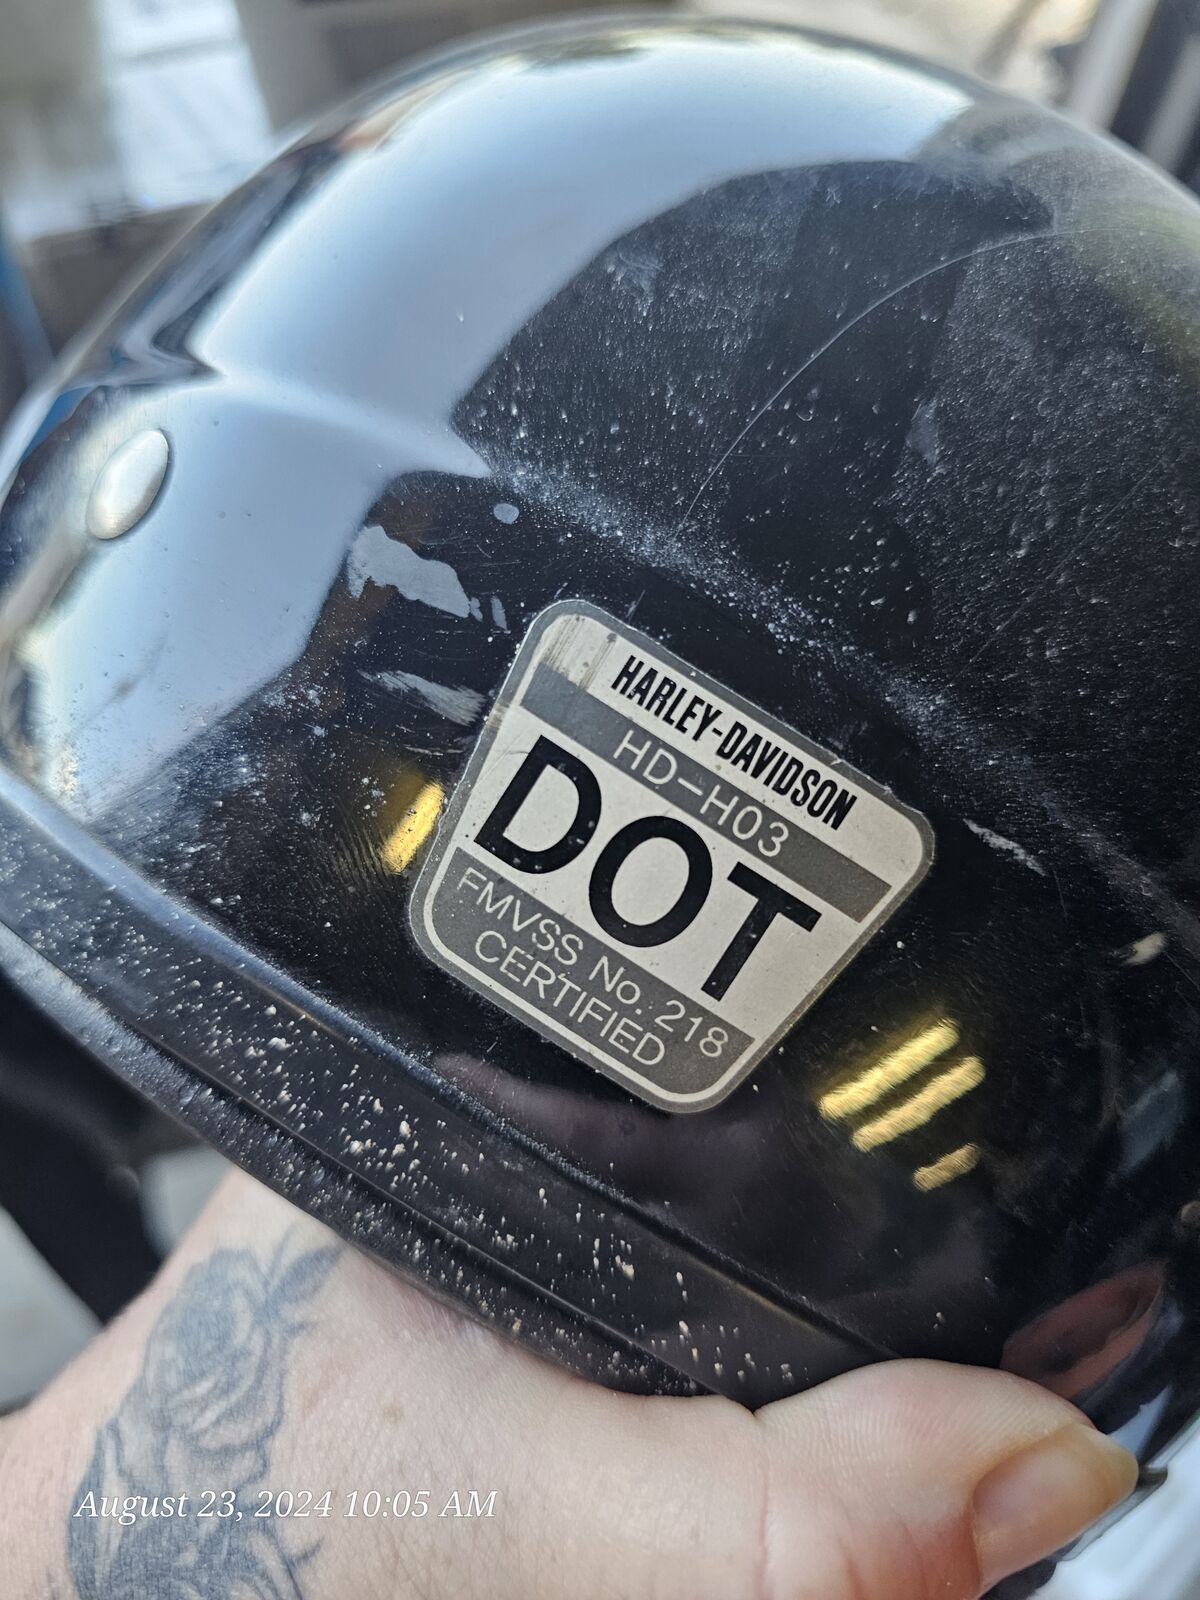 HARLEY-DAVIDSON
HD-H03
DOT
FMVSS No. 218
CERTIFIED
August 23, 2024 10:05 AM